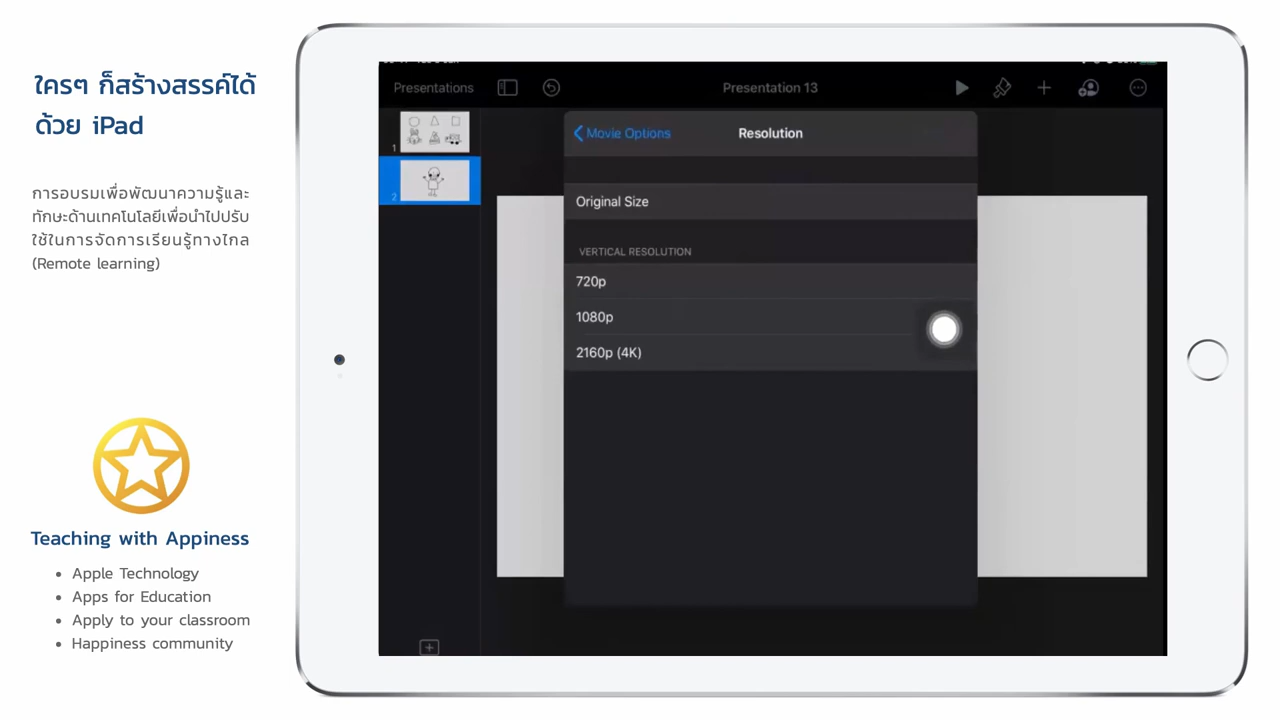 ใครๆ ก็สร้างสรรค์ได้
ด้วย iPad
การอบรมเพื่อพัฒนาความรู้และ
ทักษะด้านเทคโนโลยีเพื่อนำไปปรับ
ใช้ในการจัดการเรียนรู้ทางไกล
(Remote learning)
Teaching with Appiness
• Apple Technology
• Apps for Education
• Apply to your classroom
• Happiness community
Presentations
Presentation 13
1
2
Movie Options
Resolution
Original Size
VERTICAL RESOLUTION
720p
1080p
2160p (4K)